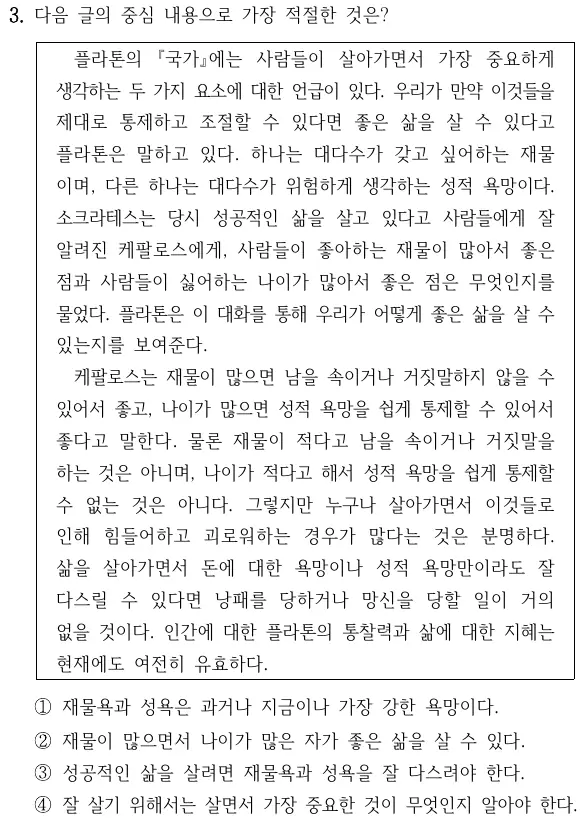 3. 다음 글의 중심 내용으로 가장 적절한 것은?
플라톤의 『국가』에는 사람들이 살아가면서 가장 중요하게
생각하는 두 가지 요소에 대한 언급이 있다. 우리가 만약 이것들을
제대로 통제하고 조절할 수 있다면 좋은 삶을 살 수 있다고
플라톤은 말하고 있다. 하나는 대다수가 갖고 싶어하는 재물
이며, 다른 하나는 대다수가 위험하게 생각하는 성적 욕망이다.
소크라테스는 당시 성공적인 삶을 살고 있다고 사람들에게 잘
알려진 케팔로스에게, 사람들이 좋아하는 재물이 많아서 좋은
점과 사람들이 싫어하는 나이가 많아서 좋은 점은 무엇인지를
물었다. 플라톤은 이 대화를 통해 우리가 어떻게 좋은 삶을 살 수
있는지를 보여준다.
케팔로스는 재물이 많으면 남을 속이거나 거짓말하지 않을 수
있어서 좋고, 나이가 많으면 성적 욕망을 쉽게 통제할 수 있어서
좋다고 말한다. 물론 재물이 적다고 남을 속이거나 거짓말을
하는 것은 아니며, 나이가 적다고 해서 성적 욕망을 쉽게 통제할
수 없는 것은 아니다. 그렇지만 누구나 살아가면서 이것들로
인해 힘들어하고 괴로워하는 경우가 많다는 것은 분명하다.
삶을 살아가면서 돈에 대한 욕망이나 성적 욕망만이라도 잘
다스릴 수 있다면 낭패를 당하거나 망신을 당할 일이 거의
없을 것이다. 인간에 대한 플라톤의 통찰력과 삶에 대한 지혜는
현재에도 여전히 유효하다.
① 재물욕과 성욕은 과거나 지금이나 가장 강한 욕망이다.
② 재물이 많으면서 나이가 많은 자가 좋은 삶을 살 수 있다.
③ 성공적인 삶을 살려면 재물욕과 성욕을 잘 다스려야 한다.
④ 잘 살기 위해서는 살면서 가장 중요한 것이 무엇인지 알아야 한다.